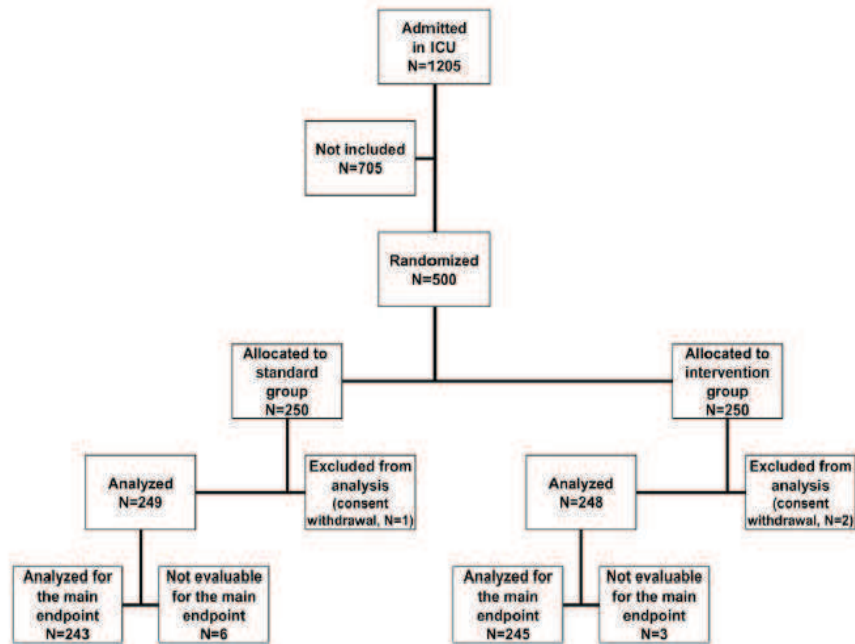 Admitted
in ICU
N=1205
Not included
N=705
Randomized
N=500
Allocated to
standard
group
N=250
Allocated to
intervention
group
N=250
Analyzed
N=249
Excluded from
analysis
(consent
withdrawal, N=1)
Analyzed
N=248
Excluded from
analysis
(consent
withdrawal, N=2)
Analyzed for
the main
endpoint
N=243
Not evaluable
for the main
endpoint
N=6
Analyzed for
the main
endpoint
N=245
Not evaluable
for the main
endpoint
N=3